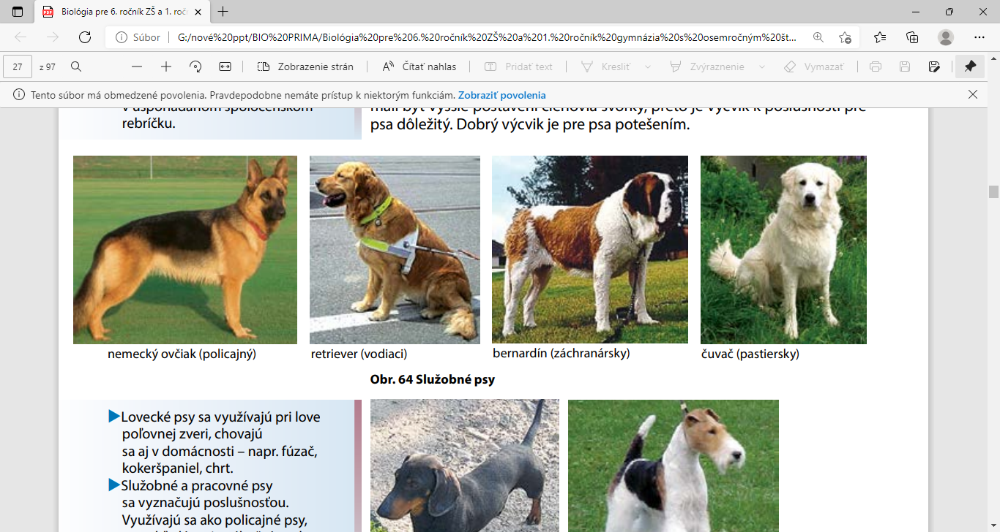 Biológia pre 6. ročník ZŠ a 1. roč
Súbor
G:/nové%20ppt/BIO%20PRIMA/Biológia%20pre%206.%20ročník%20ZŠ%20a%201.%20ročník%20gymnázia%20s%20osemročným%20št...
27 z 97
Zobrazenie strán
Čítať nahlas
Pridať text
Kresliť
Zvýraznenie
Vymazať
Tento súbor má obmedzené povolenia. Pravdepodobne nemáte prístup k niektorým funkciám. Zobraziť povolenia
v usporiadanom spoločenskom
rebríčku.
mali byť vyššie postavení členovia svorky, preto je výcvik k poslušnosti pre
psa dôležitý. Dobrý výcvik je pre psa potešením.
nemecký ovčiak (policajný)
retriever (vodiaci)
bernardín (záchranársky)
čuvač (pastiersky)
Obr. 64 Služobné psy
Lovecké psy sa využívajú pri love
poľovnej zveri, chovajú
sa aj v domácnosti – napr. fúzač,
kokeršpaniel, chrt.
Služobné a pracovné psy
sa vyznačujú poslušnosťou.
Využívajú sa ako policajné psy,